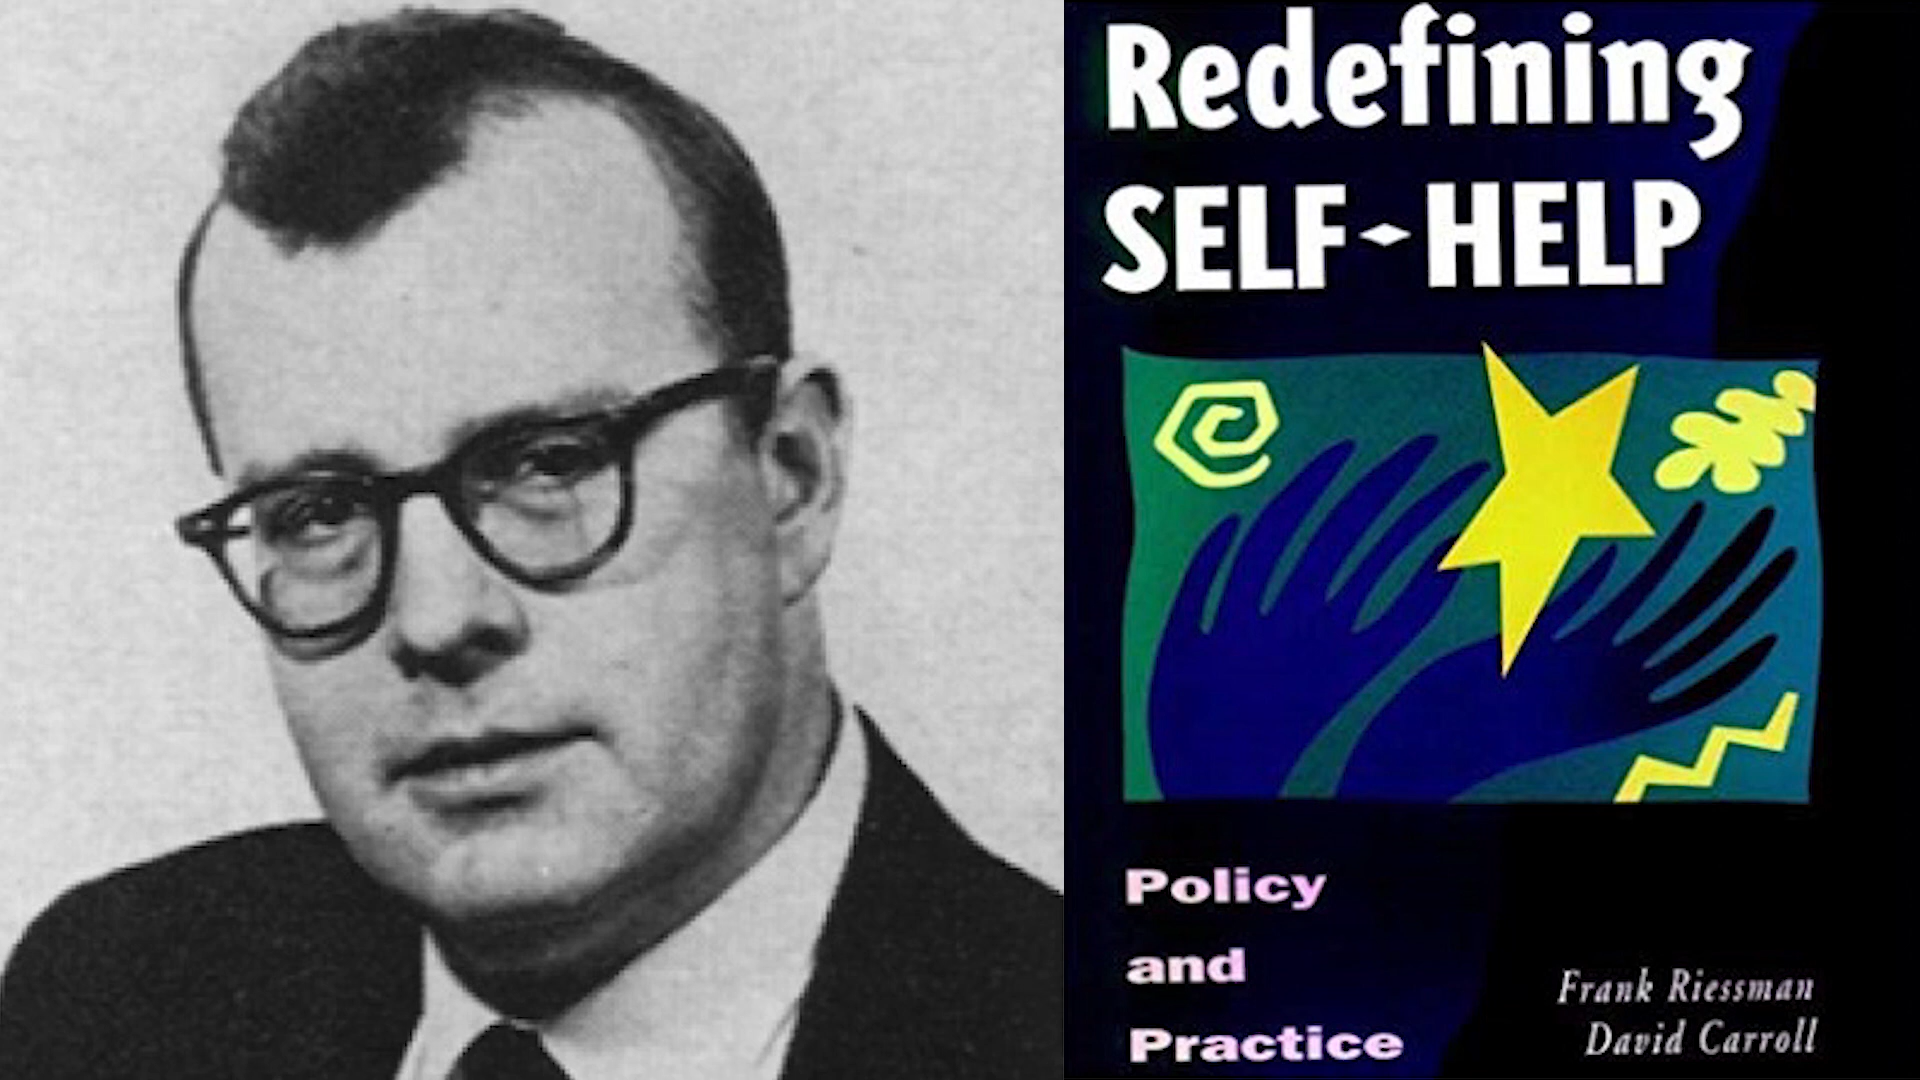 Redefining
SELF-HELP
Policy
and
Practice
Frank Riessman
David Carroll